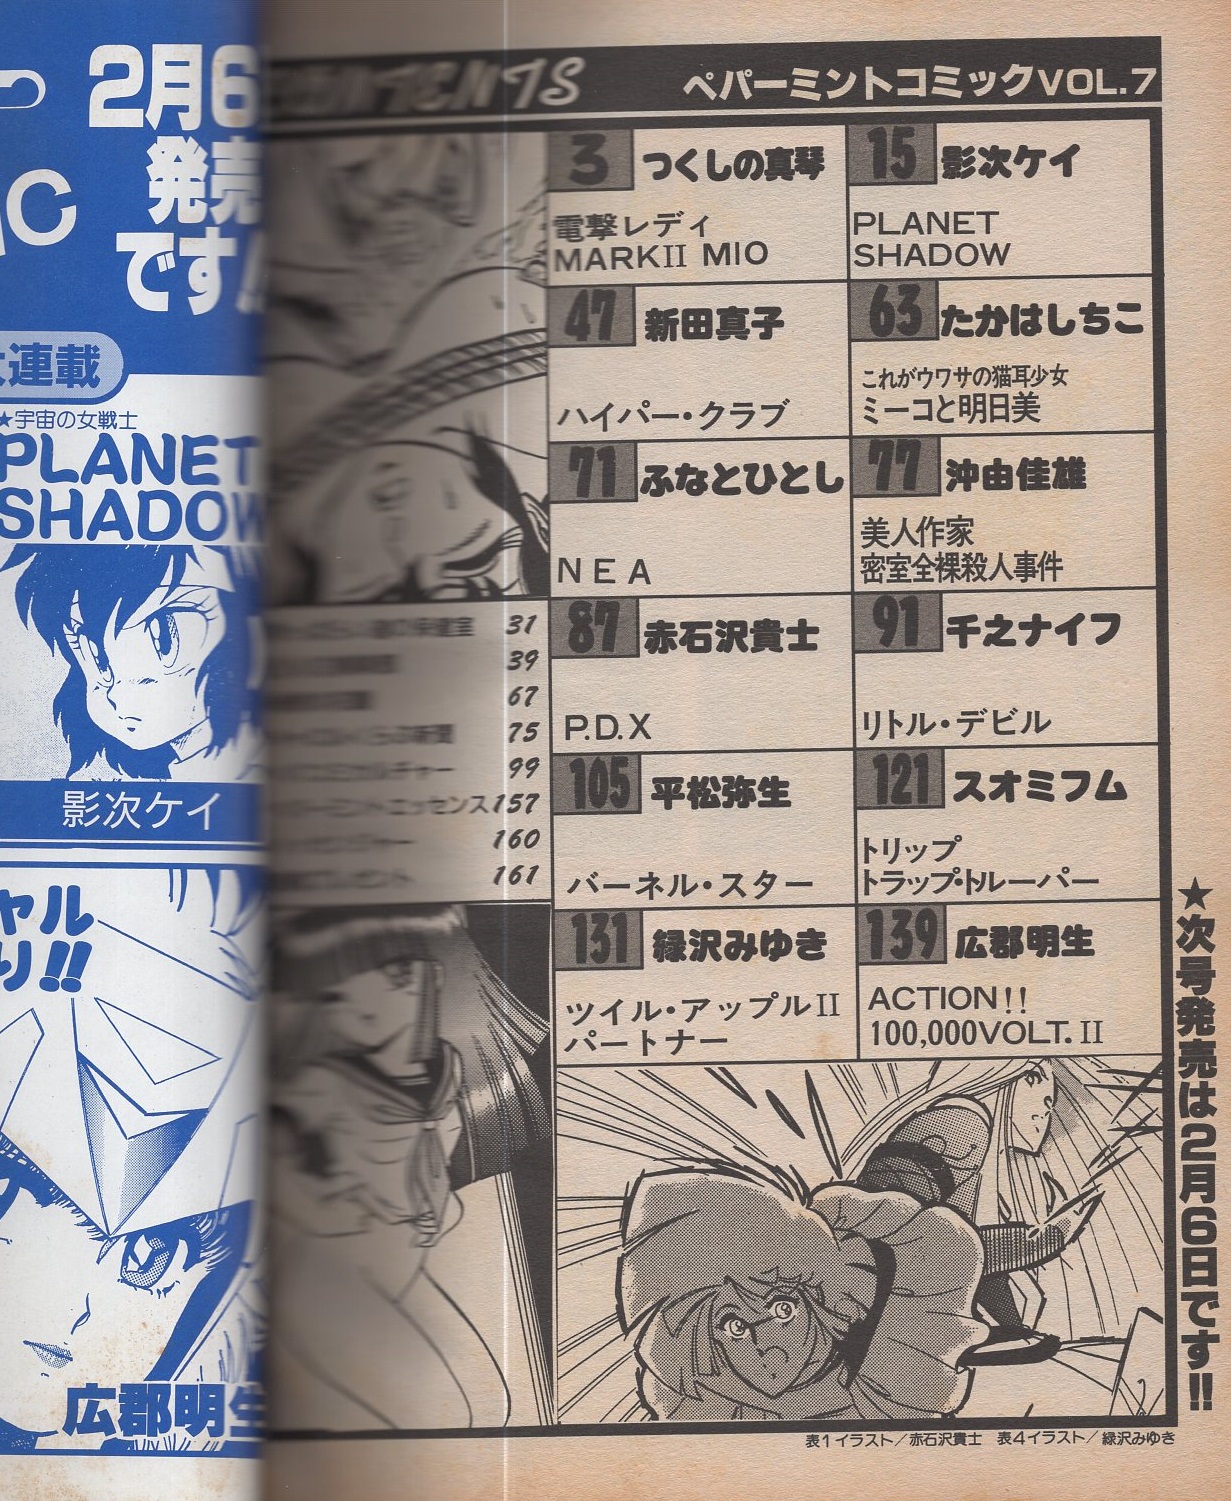 2月6
発売
です!!
連載
★宇宙の女戦士
PLANET
SHADOW
影次ケイ
広郡明生
CONTENTS
ペパーミントコミックVOL.7
3 つくしの真琴
電撃レディ
MARKII MIO
15 影次ケイ
PLANET
SHADOW
47 新田真子
ハイパー・クラブ
63 たかはしちこ
これがウワサの猫耳少女
ミーコと明日美
71 ふなとひとし
NEA
77 沖由佳雄
美人作家
密室全裸殺人事件
87 赤石沢貴士
P.D.X
91 千之ナイフ
リトル・デビル
105 平松弥生
バーネル・スター
121 スオミフム
トリップ
トラップ・トルーパー
131 緑沢みゆき
ツイル・アップルII
パートナー
139 広郡明生
ACTION!!
100,000VOLT.II
31
39
67
75
99
ミントエッセンス157
160
161
★次号発売は2月6日です!!
表1イラスト/赤石沢貴士 表4イラスト/緑沢みゆき